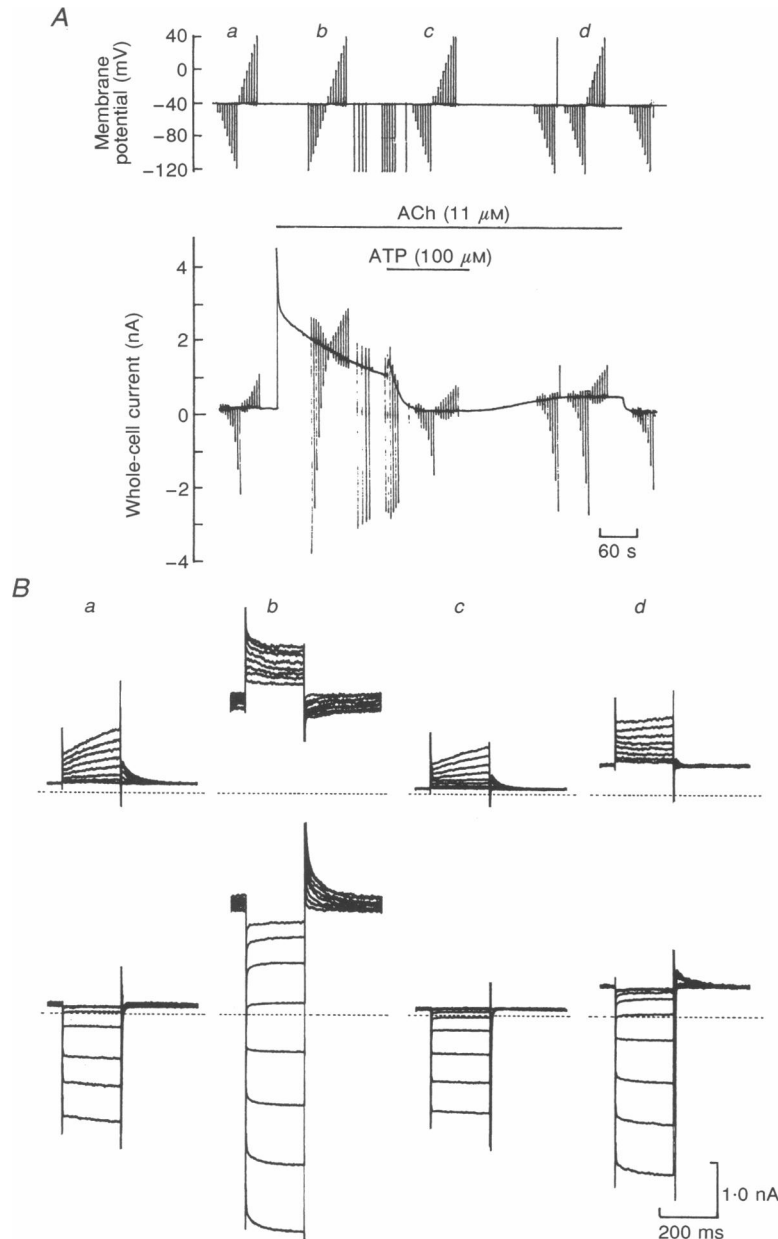 A
a b c d
Membrane
potential (mV)
40
0
−40
−80
−120
ACh (11 μM)
ATP (100 μM)
Whole-cell current (nA)
4
2
0
−2
−4
60 s
B
a b c d
1·0 nA
200 ms